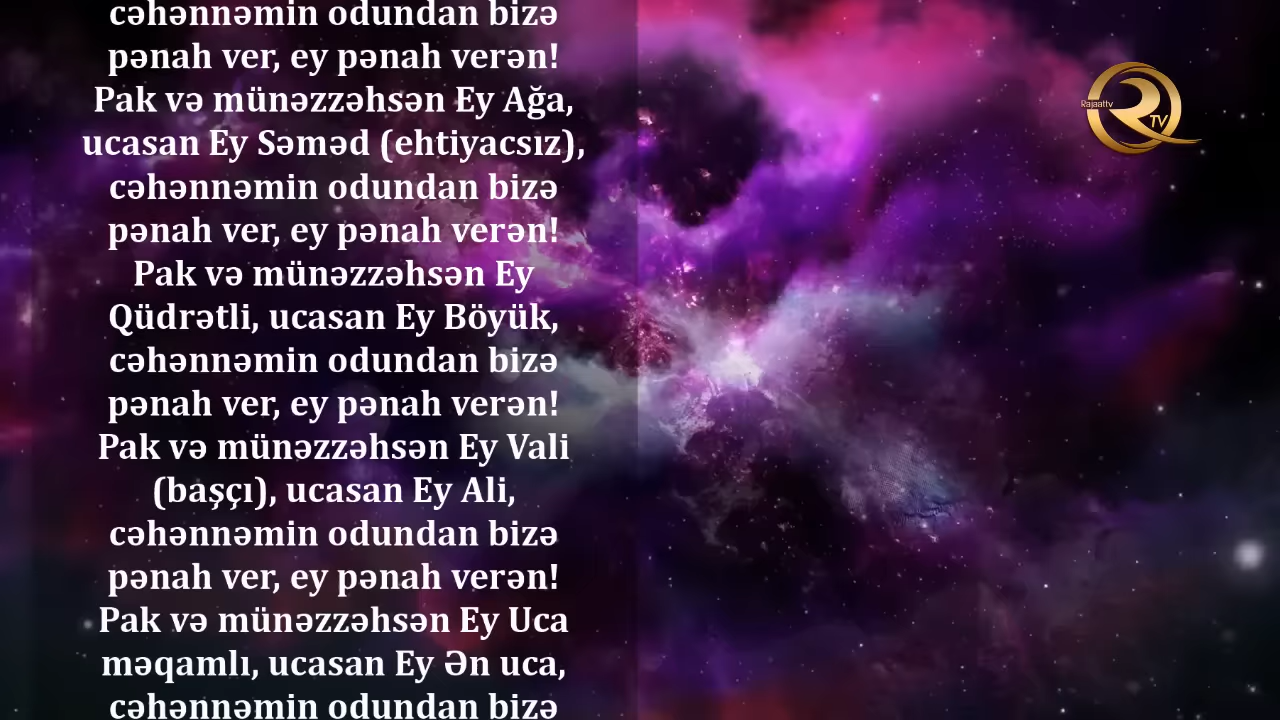 cəhənnəmin odundan bizə
pənah ver, ey pənah verən!
Pak və münəzzəhsən Ey Ağa,
ucasan Ey Səməd (ehtiyacsız),
cəhənnəmin odundan bizə
pənah ver, ey pənah verən!
Pak və münəzzəhsən Ey
Qüdrətli, ucasan Ey Böyük,
cəhənnəmin odundan bizə
pənah ver, ey pənah verən!
Pak və münəzzəhsən Ey Vali
(başçı), ucasan Ey Ali,
cəhənnəmin odundan bizə
pənah ver, ey pənah verən!
Pak və münəzzəhsən Ey Uca
məqamlı, ucasan Ey Ən uca,
cəhənnəmin odundan bizə
Rajaattv
TV